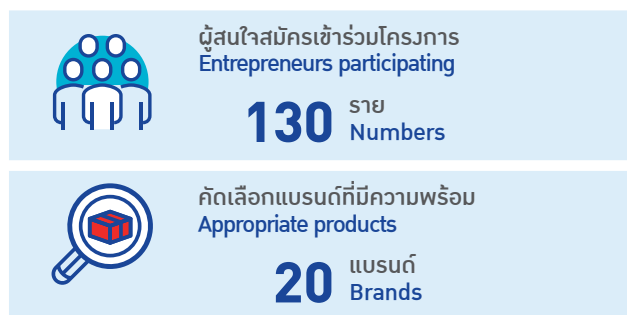 ผู้สนใจสมัครเข้าร่วมโครงการ
Entrepreneurs participating
130 ราย
Numbers
คัดเลือกแบรนด์ที่มีความพร้อม
Appropriate products
20 แบรนด์
Brands